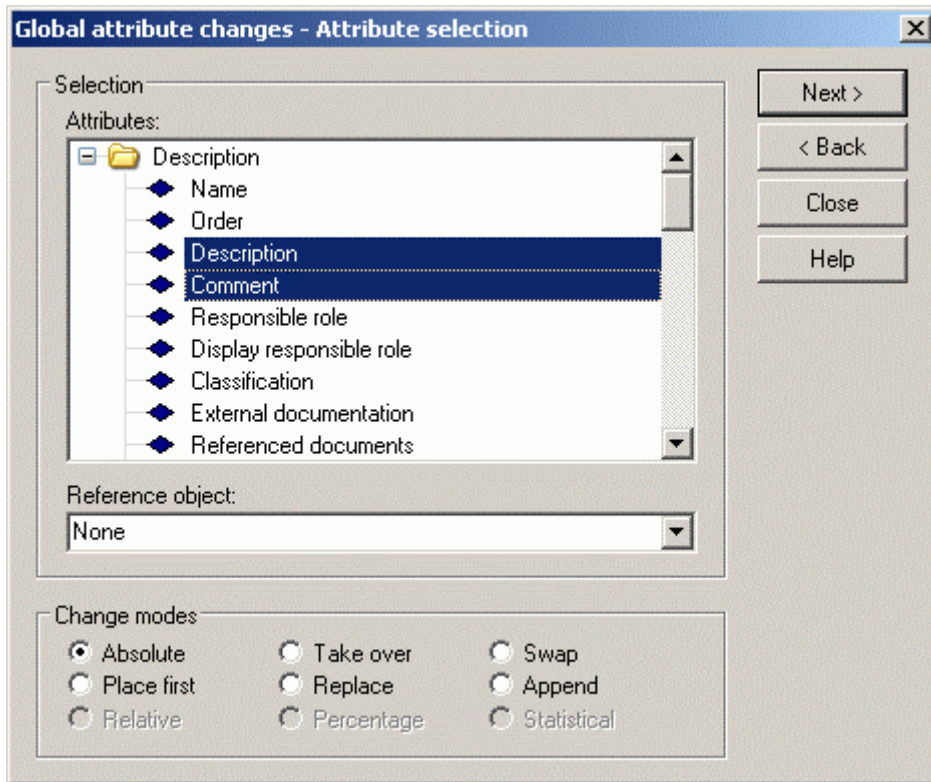 Global attribute changes - Attribute selection
Selection
Attributes:
Description
Name
Order
Description
Comment
Responsible role
Display responsible role
Classification
External documentation
Referenced documents
Reference object:
None
Next >
< Back
Close
Help
Change modes
Absolute Take over Swap
Place first Replace Append
Relative Percentage Statistical